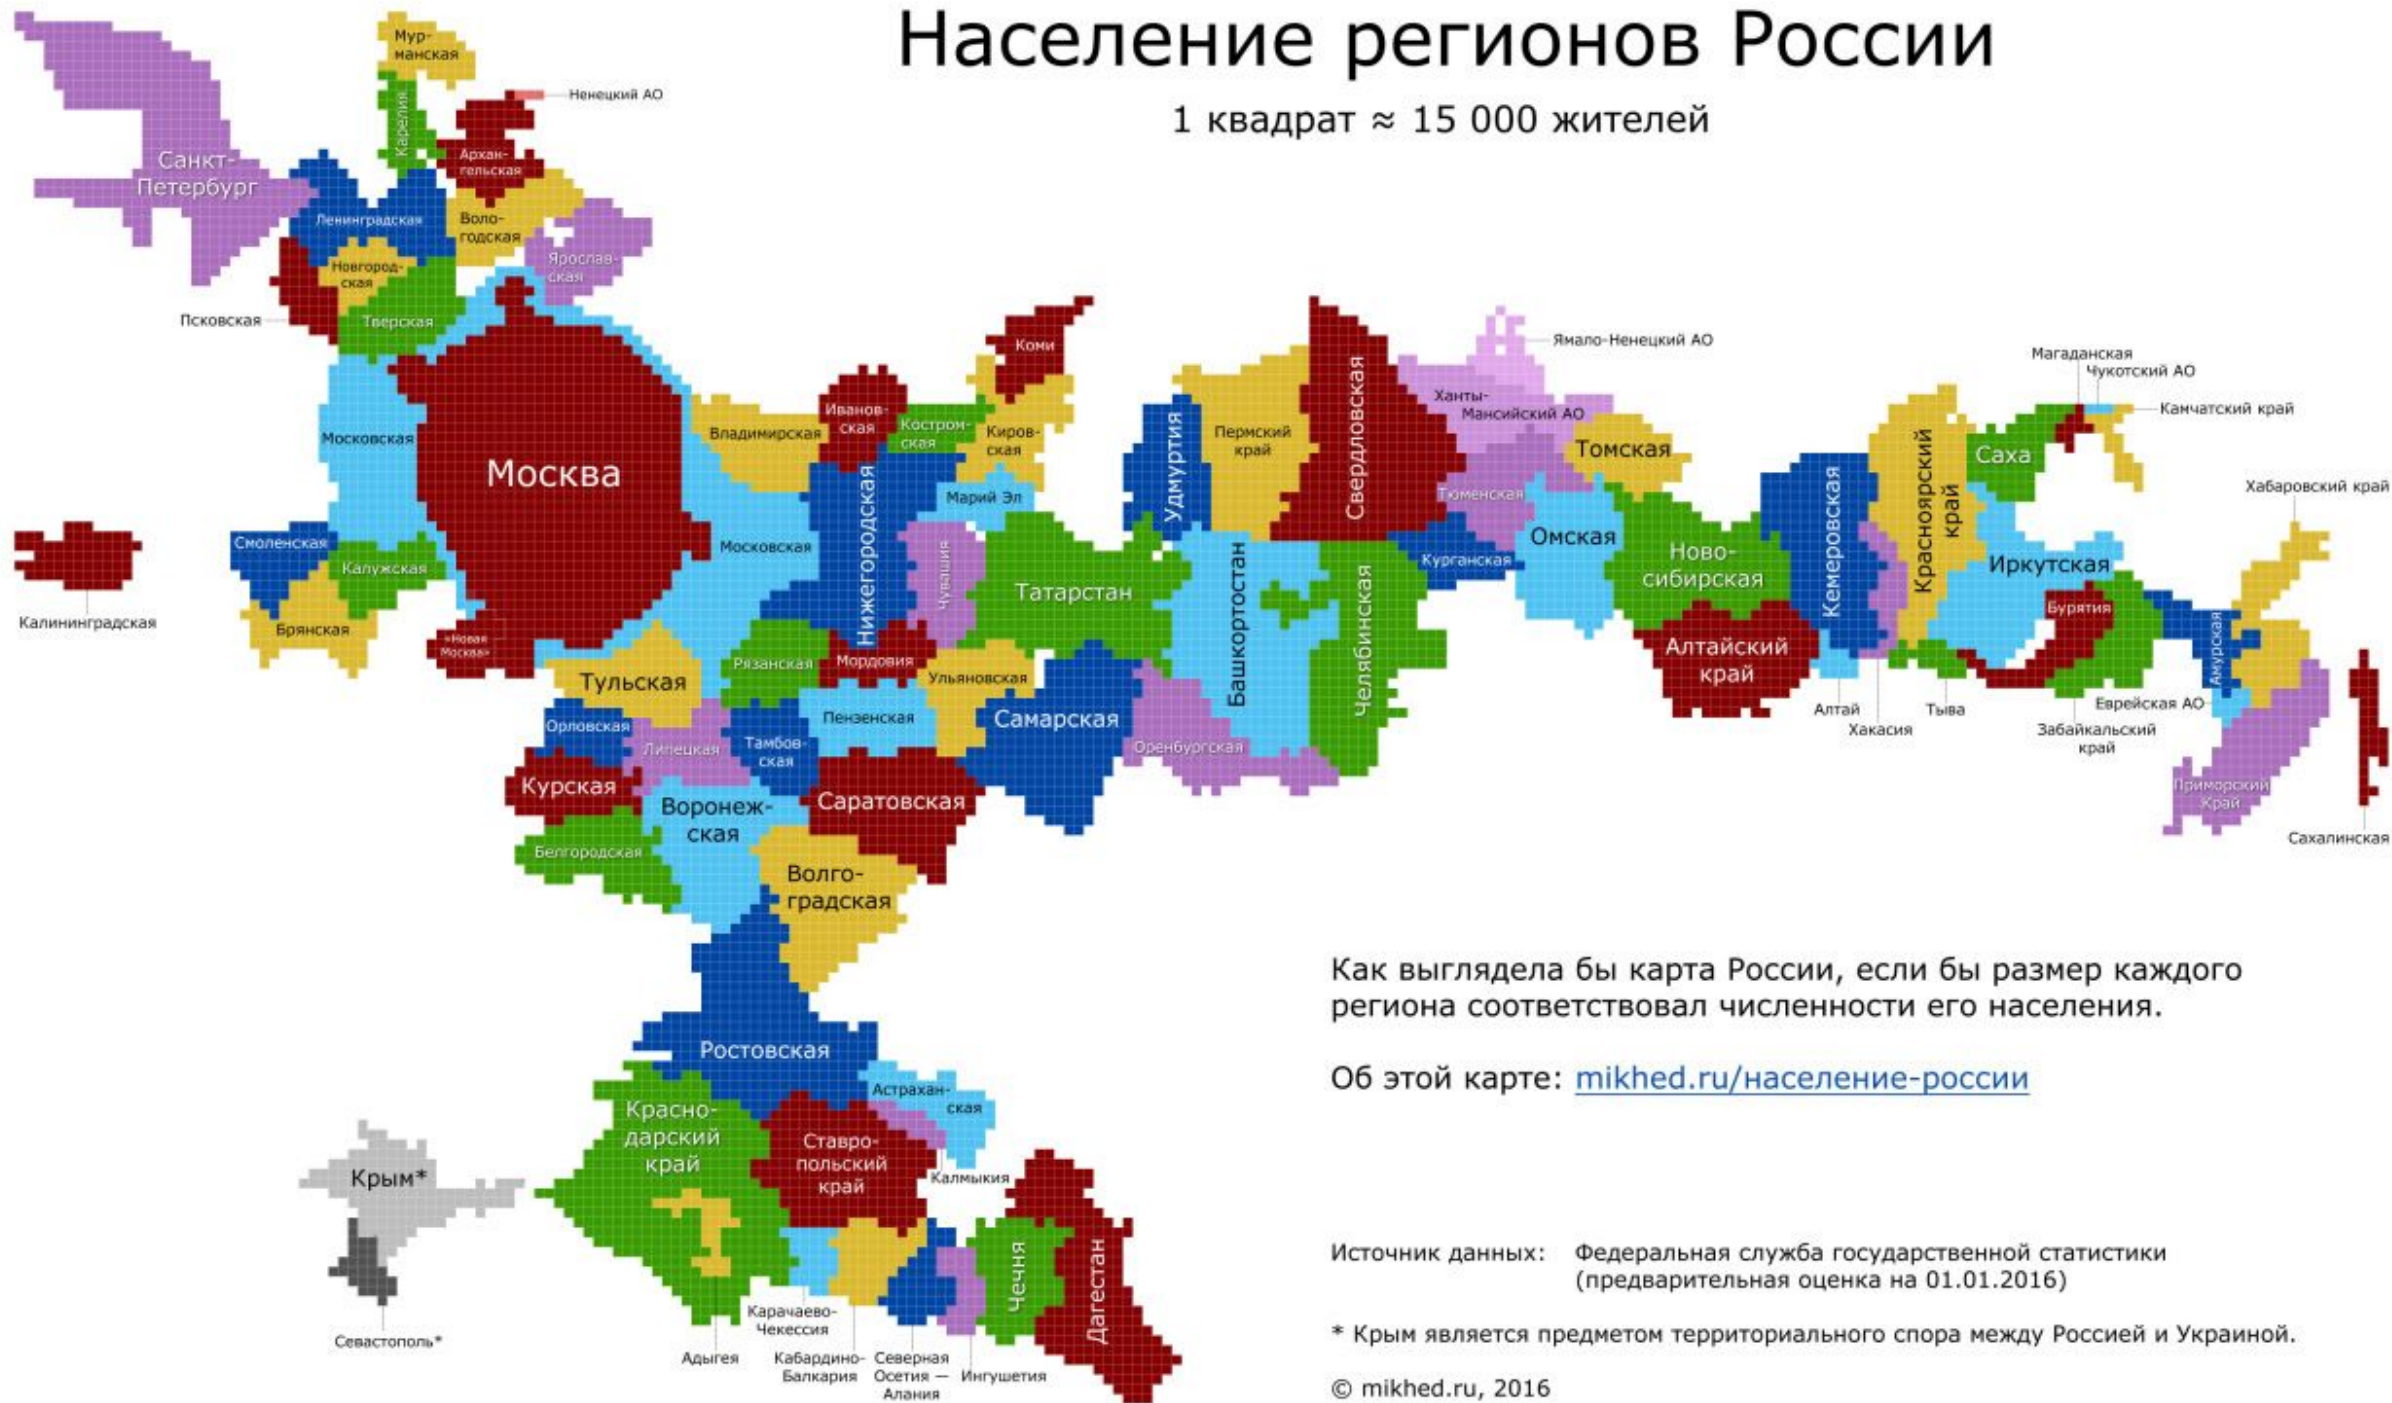 Население регионов России
1 квадрат ≈ 15 000 жителей
Мур-
манская
Ненецкий АО
Карелия
Архан-
гельская
Санкт-
Петербург
Ленинградская
Воло-
годская
Ярослав-
ская
Новгород-
ская
Псковская
Тверская
Московская
Москва
Владимирская
Иванов-
ская
Костром-
ская
Коми
Киров-
ская
Марий Эл
Нижегородская
Чувашия
Московская
Смоленская
Калужская
Брянская
Калининградская
«Новая
Москва»
Тульская
Рязанская
Мордовия
Ульяновская
Татарстан
Удмуртия
Пермский
край
Свердловская
Ямало-Ненецкий АО
Ханты-
Мансийский АО
Тюменская
Томская
Курганская
Омская
Ново-
сибирская
Кемеровская
Красноярский
край
Саха
Магаданская
Чукотский АО
Камчатский край
Хабаровский край
Иркутская
Бурятия
Амурская
Алтайский
край
Алтай
Хакасия
Тыва
Еврейская АО
Забайкальский
край
Приморский
Край
Сахалинская
Башкортостан
Челябинская
Оренбургская
Самарская
Пензенская
Орловская
Липецкая
Тамбов-
ская
Курская
Воронеж-
ская
Саратовская
Белгородская
Волго-
градская
Ростовская
Астрахан-
ская
Красно-
дарский
край
Ставро-
польский
край
Калмыкия
Крым*
Севастополь*
Адыгея
Карачаево-
Чекессия
Кабардино-
Балкария
Северная
Осетия —
Алания
Ингушетия
Чечня
Дагестан
Как выглядела бы карта России, если бы размер каждого
региона соответствовал численности его населения.
Об этой карте: mikhed.ru/население-россии
Источник данных: Федеральная служба государственной статистики
(предварительная оценка на 01.01.2016)
* Крым является предметом территориального спора между Россией и Украиной.
© mikhed.ru, 2016